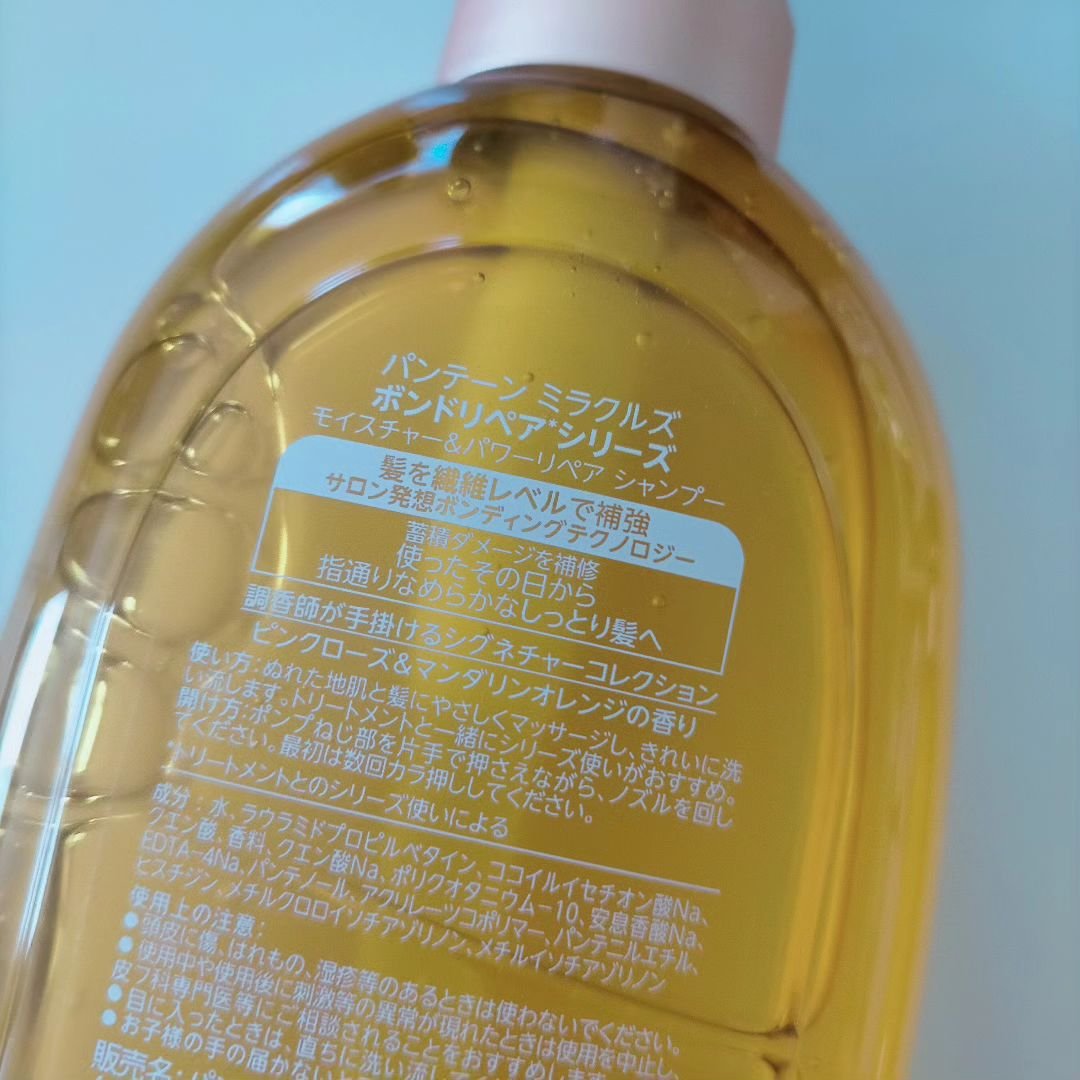 パンテーン ミラクルズ
ボンドリペア*シリーズ
モイスチャー&パワーリペア シャンプー
髪を繊維レベルで補強
サロン発想ボンディングテクノロジー
蓄積ダメージを補修
使ったその日から
指通りなめらかなしっとり髪へ
調香師が手掛けるシグネチャーコレクション
ピンクローズ&マンダリンオレンジの香り
使い方：ぬれた地肌と髪にやさしくマッサージし、きれいに洗
い流します。トリートメントと一緒にシリーズ使いがおすすめ。
開け方：ポンプねじ部を片手で押さえながら、ノズルを回し
てください。最初は数回カラ押ししてください。
*トリートメントとのシリーズ使いによる
成分：水、ラウラミドプロピルベタイン、ココイルイセチオン酸Na、
クエン酸、香料、クエン酸Na、ポリクオタニウム-10、安息香酸Na、
EDTA-4Na、パンテノール、アクリレーツコポリマー、パンテニルエチル、
ヒスチジン、メチルクロロイソチアゾリノン、メチルイソチアゾリノン
使用上の注意：
●頭皮に傷、はれもの、湿疹等のあるときは使わないでください。
●使用中や使用後に刺激等の異常が現れたときは使用を中止し、
皮フ科専門医等にご相談されることをおすすめします。
●目に入ったときは、直ちに洗い流してく
●お子様の手の届かない
販売名：パン